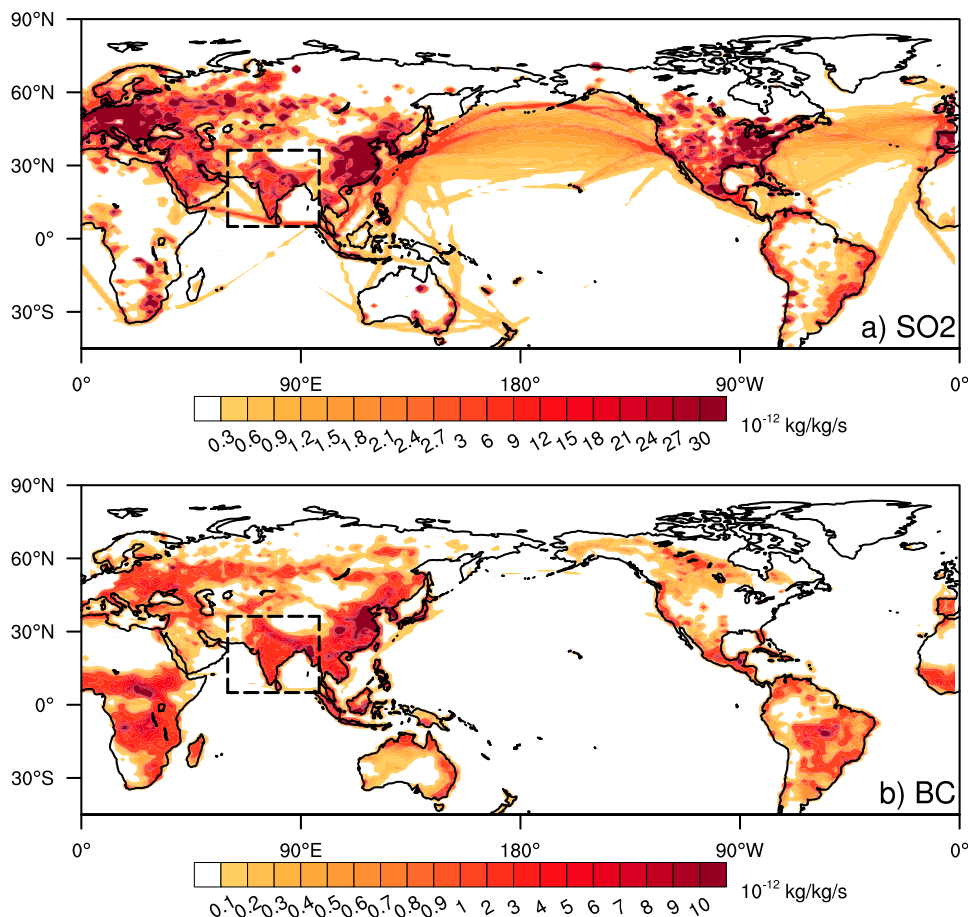 90°N
60°N
30°N
0°
30°S
a) SO2
0° 90°E 180° 90°W 0°
0.3 0.6 0.9 1.2 1.5 1.8 2.1 2.4 2.7 3 6 9 12 15 18 21 24 27 30
10⁻¹² kg/kg/s
90°N
60°N
30°N
0°
30°S
b) BC
0° 90°E 180° 90°W 0°
0.1 0.2 0.3 0.4 0.5 0.6 0.7 0.8 0.9 1 2 3 4 5 6 7 8 9 10
10⁻¹² kg/kg/s